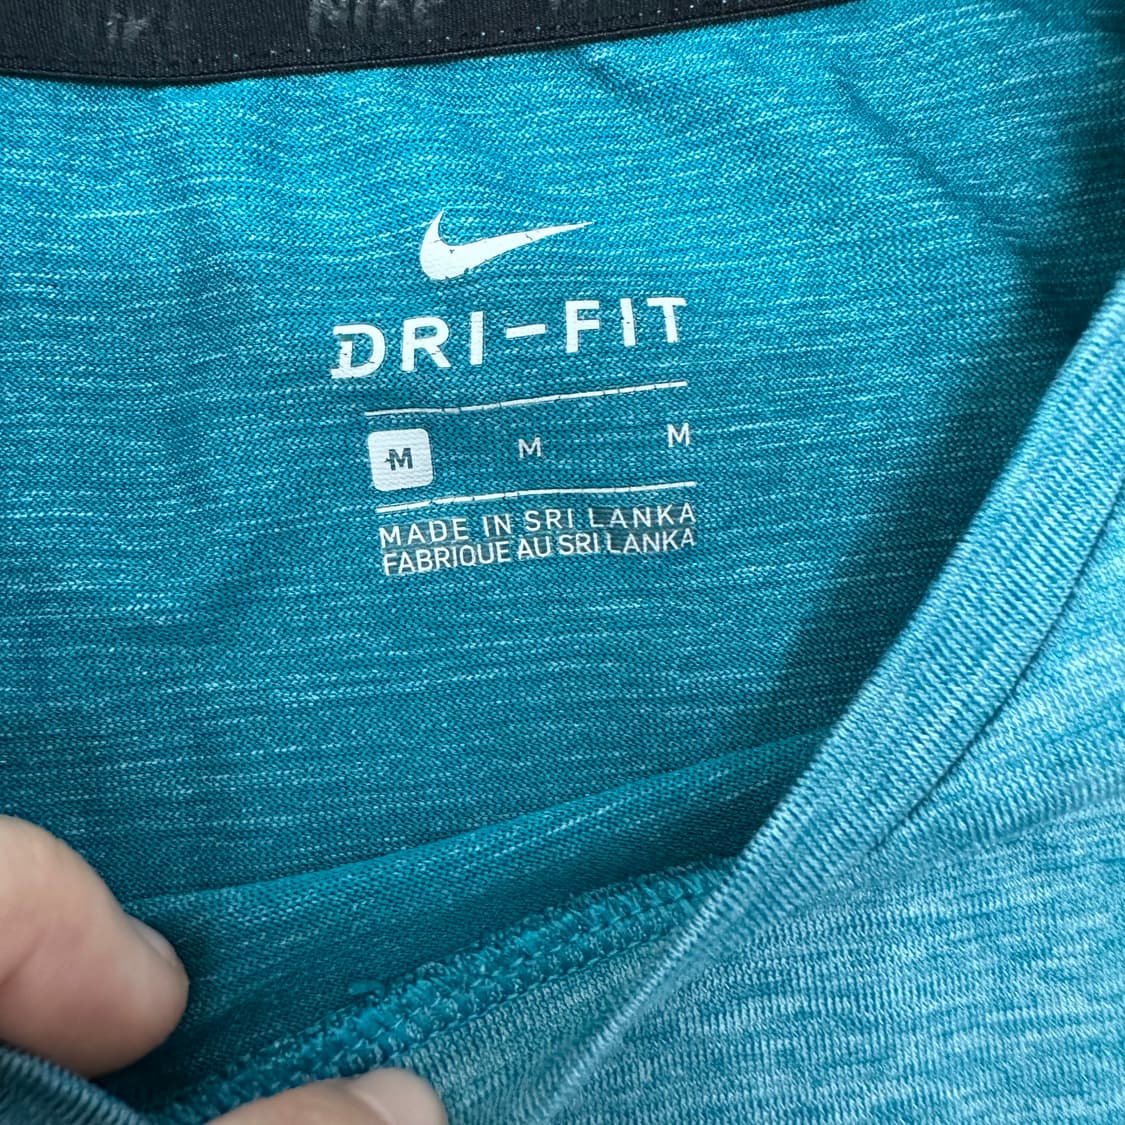 DRI-FIT
M M M
MADE IN SRI LANKA
FABRIQUE AU SRI LANKA